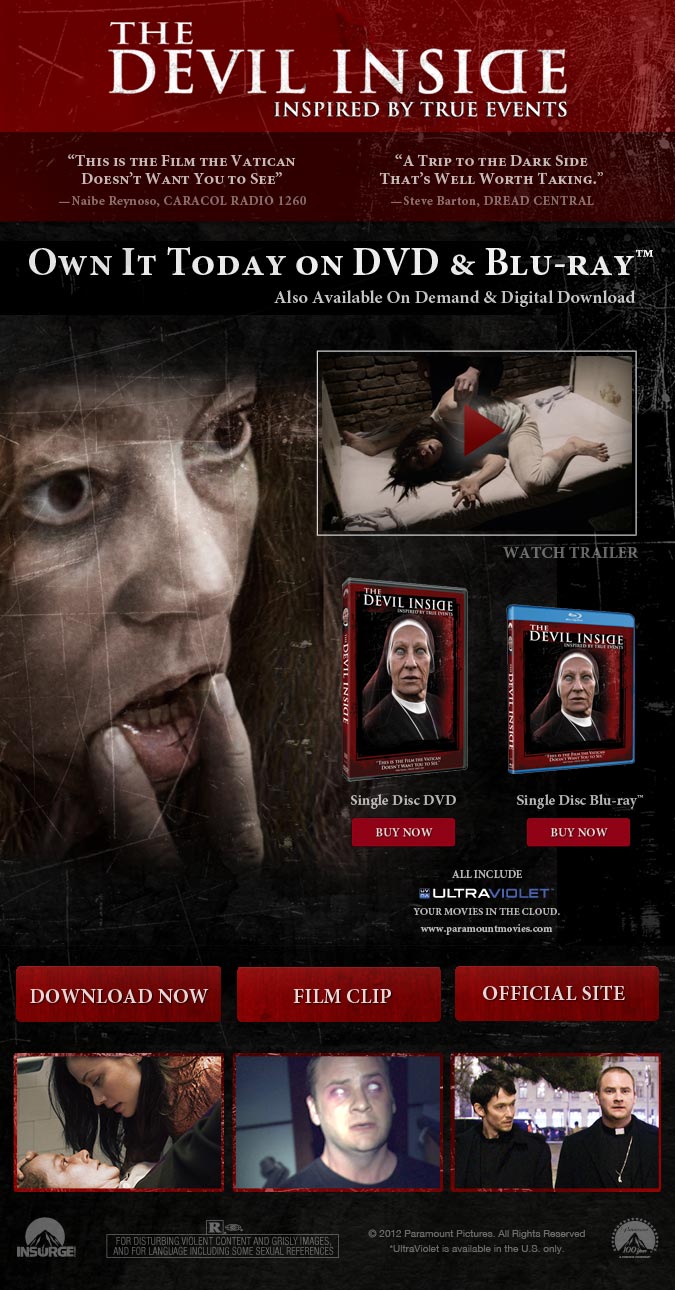 THE
DEVIL INSIDE
INSPIRED BY TRUE EVENTS
“This is the Film the Vatican
Doesn’t Want You to See”
—Naibe Reynoso, CARACOL RADIO 1260
“A Trip to the Dark Side
That’s Well Worth Taking.”
—Steve Barton, DREAD CENTRAL
Own It Today on DVD & Blu-ray™
Also Available On Demand & Digital Download
WATCH TRAILER
THE
DEVIL INSIDE
INSPIRED BY TRUE EVENTS
THE DEVIL INSIDE
“This is the Film the Vatican
Doesn’t Want You to See”
THE
DEVIL INSIDE
INSPIRED BY TRUE EVENTS
THE DEVIL INSIDE
“This is the Film the Vatican
Doesn’t Want You to See”
Single Disc DVD
Single Disc Blu-ray™
BUY NOW
BUY NOW
ALL INCLUDE
UV ULTRAVIOLET
YOUR MOVIES IN THE CLOUD.
www.paramountmovies.com
DOWNLOAD NOW
FILM CLIP
OFFICIAL SITE
INSURGE
R
FOR DISTURBING VIOLENT CONTENT AND GRISLY IMAGES,
AND FOR LANGUAGE INCLUDING SOME SEXUAL REFERENCES
© 2012 Paramount Pictures. All Rights Reserved
*UltraViolet is available in the U.S. only.
Paramount
100 years